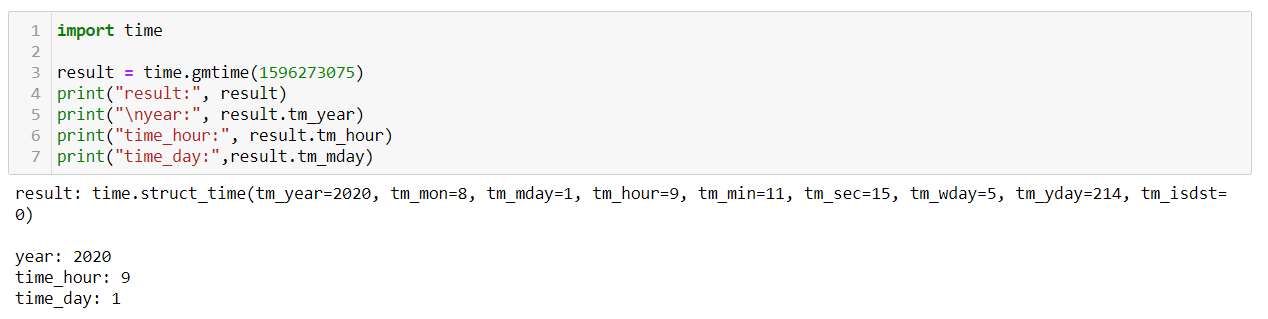 1 import time
2
3 result = time.gmtime(1596273075)
4 print("result:", result)
5 print("\nyear:", result.tm_year)
6 print("time_hour:", result.tm_hour)
7 print("time_day:",result.tm_mday)
result: time.struct_time(tm_year=2020, tm_mon=8, tm_mday=1, tm_hour=9, tm_min=11, tm_sec=15, tm_wday=5, tm_yday=214, tm_isdst=
0)
year: 2020
time_hour: 9
time_day: 1